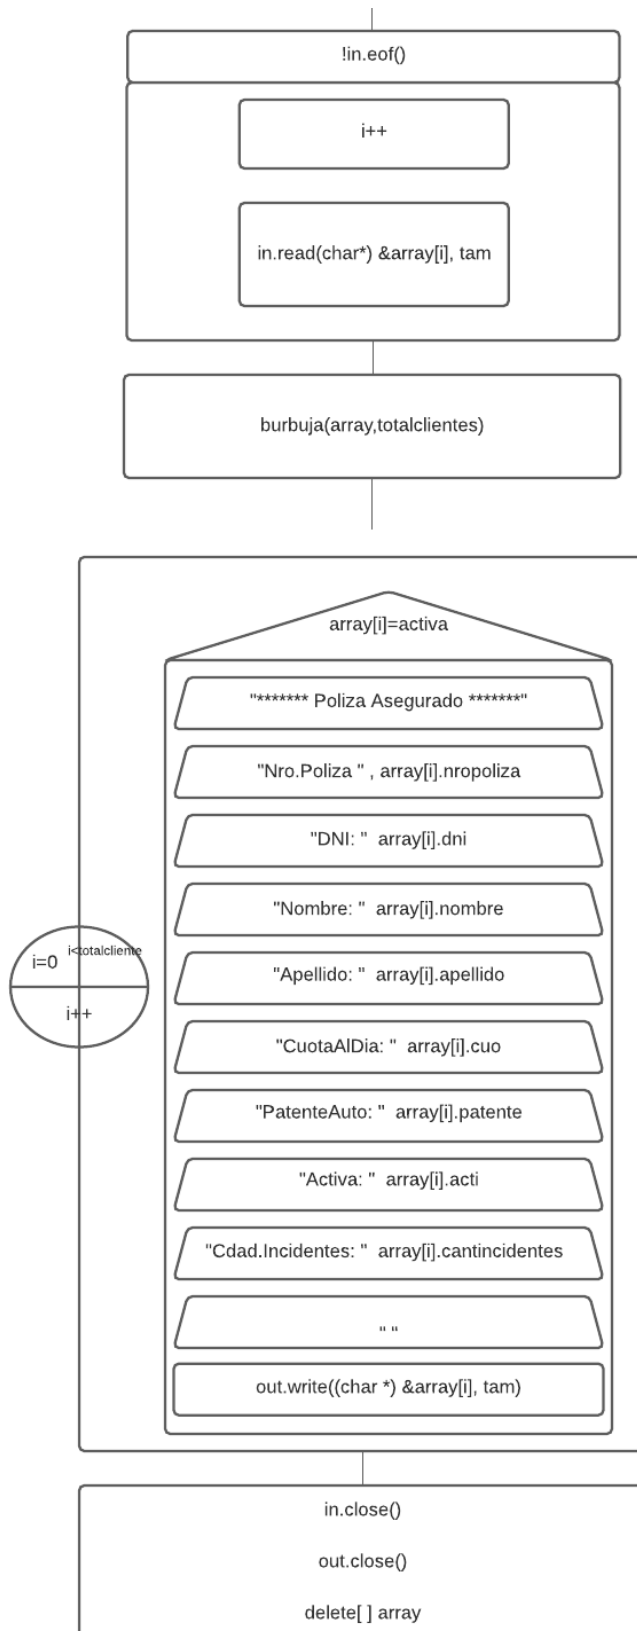 !in.eof()
i++
in.read(char*) &array[i], tam
burbuja(array,totalclientes)
array[i]=activa
"******* Poliza Asegurado *******"
"Nro.Poliza " , array[i].nropoliza
"DNI: "  array[i].dni
"Nombre: "  array[i].nombre
i=0 i<totalcliente
i++
"Apellido: "  array[i].apellido
"CuotaAlDia: "  array[i].cuo
"PatenteAuto: "  array[i].patente
"Activa: "  array[i].acti
"Cdad.Incidentes: "  array[i].cantincidentes
" "
out.write((char *) &array[i], tam)
in.close()
out.close()
delete[ ] array